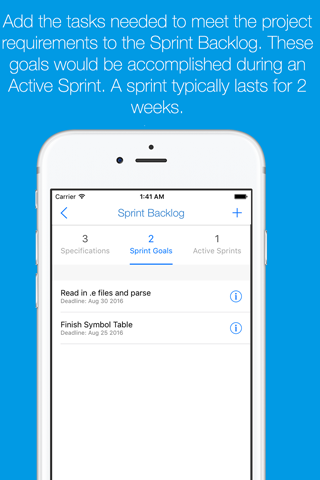 Add the tasks needed to meet the project
requirements to the Sprint Backlog. These
goals would be accomplished during an
Active Sprint. A sprint typically lasts for 2
weeks.
Carrier 1:41 AM
Sprint Backlog
3 2 1
Specifications Sprint Goals Active Sprints
Read in .e files and parse
Deadline: Aug 30 2016
Finish Symbol Table
Deadline: Aug 25 2016